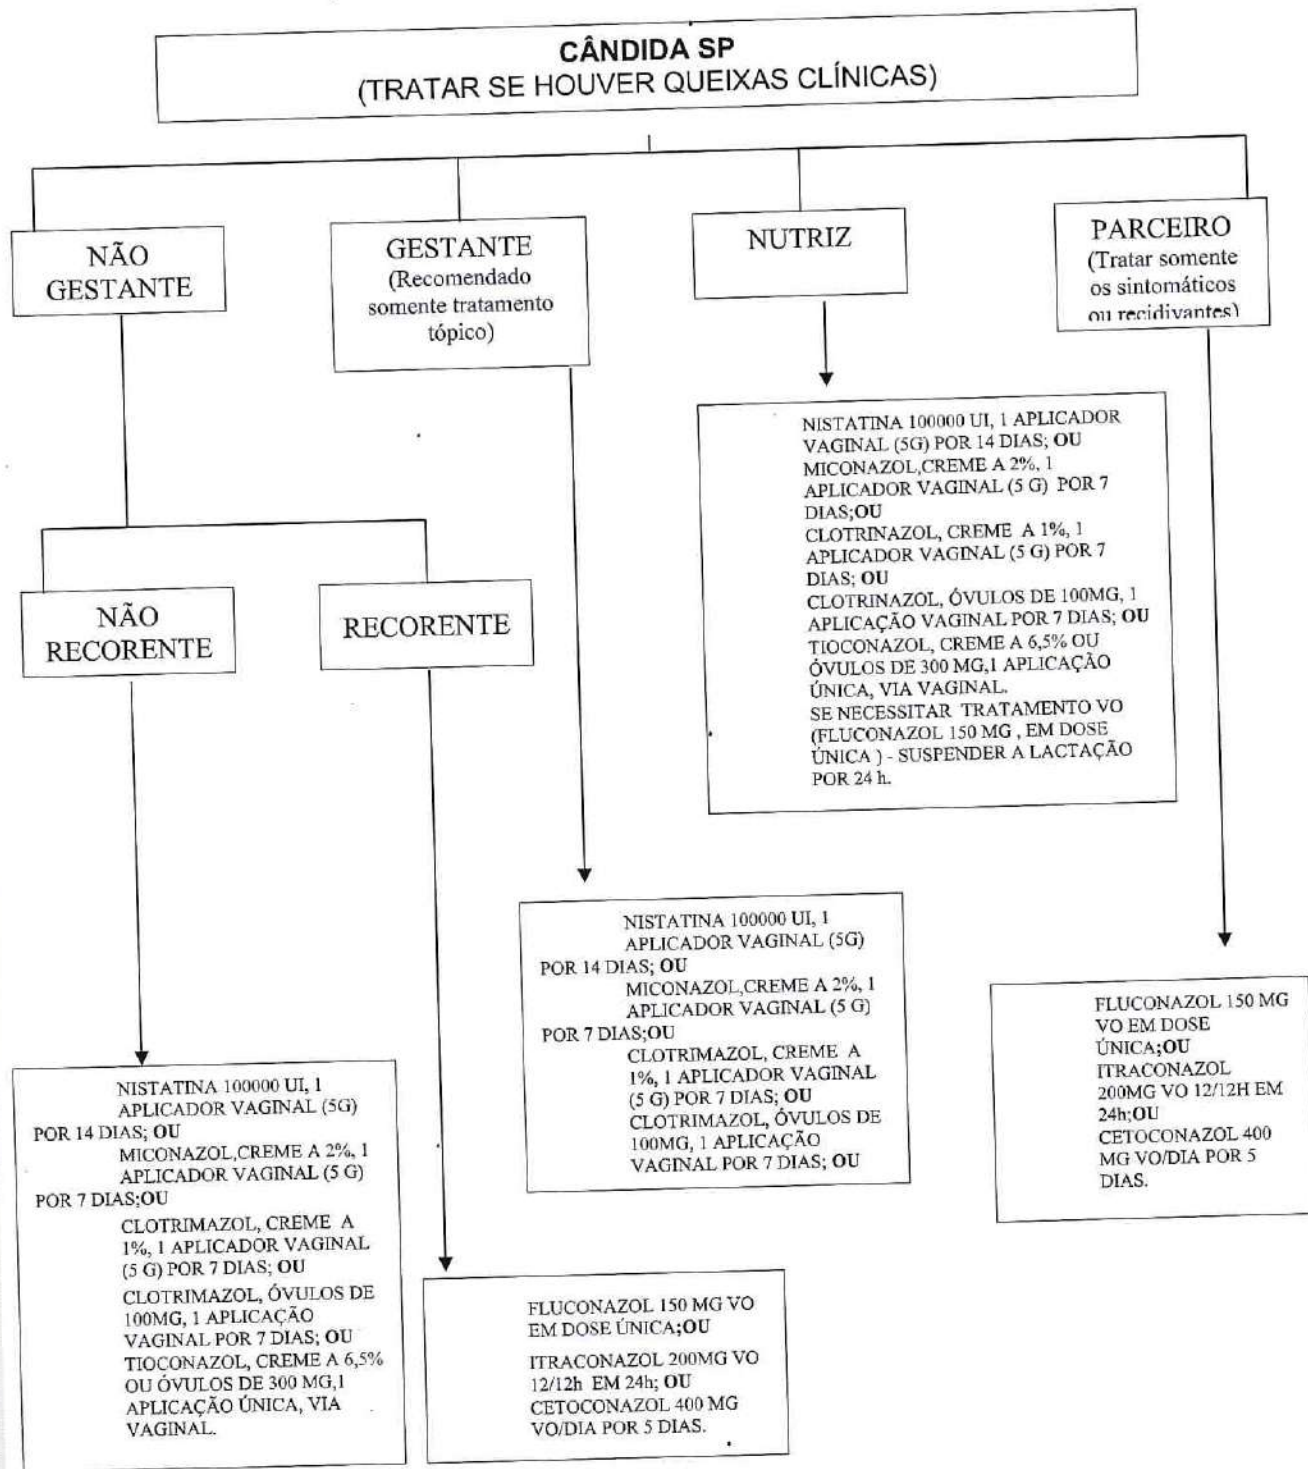 CÂNDIDA SP
(TRATAR SE HOUVER QUEIXAS CLÍNICAS)
NÃO
GESTANTE
GESTANTE
(Recomendado
somente tratamento
tópico)
NUTRIZ
PARCEIRO
(Tratar somente
os sintomáticos
ou recidivantes)
NÃO
RECORENTE
RECORENTE
NISTATINA 100000 UI, 1 APLICADOR
VAGINAL (5G) POR 14 DIAS; OU
MICONAZOL,CREME A 2%, 1
APLICADOR VAGINAL (5 G) POR 7
DIAS;OU
CLOTRINAZOL, CREME A 1%, 1
APLICADOR VAGINAL (5 G) POR 7
DIAS; OU
CLOTRINAZOL, ÓVULOS DE 100MG, 1
APLICAÇÃO VAGINAL POR 7 DIAS; OU
TIOCONAZOL, CREME A 6,5% OU
ÓVULOS DE 300 MG,1 APLICAÇÃO
ÚNICA, VIA VAGINAL.
SE NECESSITAR TRATAMENTO VO
(FLUCONAZOL 150 MG , EM DOSE
ÚNICA ) - SUSPENDER A LACTAÇÃO
POR 24 h.
NISTATINA 100000 UI, 1
APLICADOR VAGINAL (5G)
POR 14 DIAS; OU
MICONAZOL,CREME A 2%, 1
APLICADOR VAGINAL (5 G)
POR 7 DIAS;OU
CLOTRIMAZOL, CREME A
1%, 1 APLICADOR VAGINAL
(5 G) POR 7 DIAS; OU
CLOTRIMAZOL, ÓVULOS DE
100MG, 1 APLICAÇÃO
VAGINAL POR 7 DIAS; OU
FLUCONAZOL 150 MG
VO EM DOSE
ÚNICA;OU
ITRACONAZOL
200MG VO 12/12H EM
24h;OU
CETOCONAZOL 400
MG VO/DIA POR 5
DIAS.
NISTATINA 100000 UI, 1
APLICADOR VAGINAL (5G)
POR 14 DIAS; OU
MICONAZOL,CREME A 2%, 1
APLICADOR VAGINAL (5 G)
POR 7 DIAS;OU
CLOTRIMAZOL, CREME A
1%, 1 APLICADOR VAGINAL
(5 G) POR 7 DIAS; OU
CLOTRIMAZOL, ÓVULOS DE
100MG, 1 APLICAÇÃO
VAGINAL POR 7 DIAS; OU
TIOCONAZOL, CREME A 6,5%
OU ÓVULOS DE 300 MG,1
APLICAÇÃO ÚNICA, VIA
VAGINAL.
FLUCONAZOL 150 MG VO
EM DOSE ÚNICA;OU
ITRACONAZOL 200MG VO
12/12h EM 24h; OU
CETOCONAZOL 400 MG
VO/DIA POR 5 DIAS.